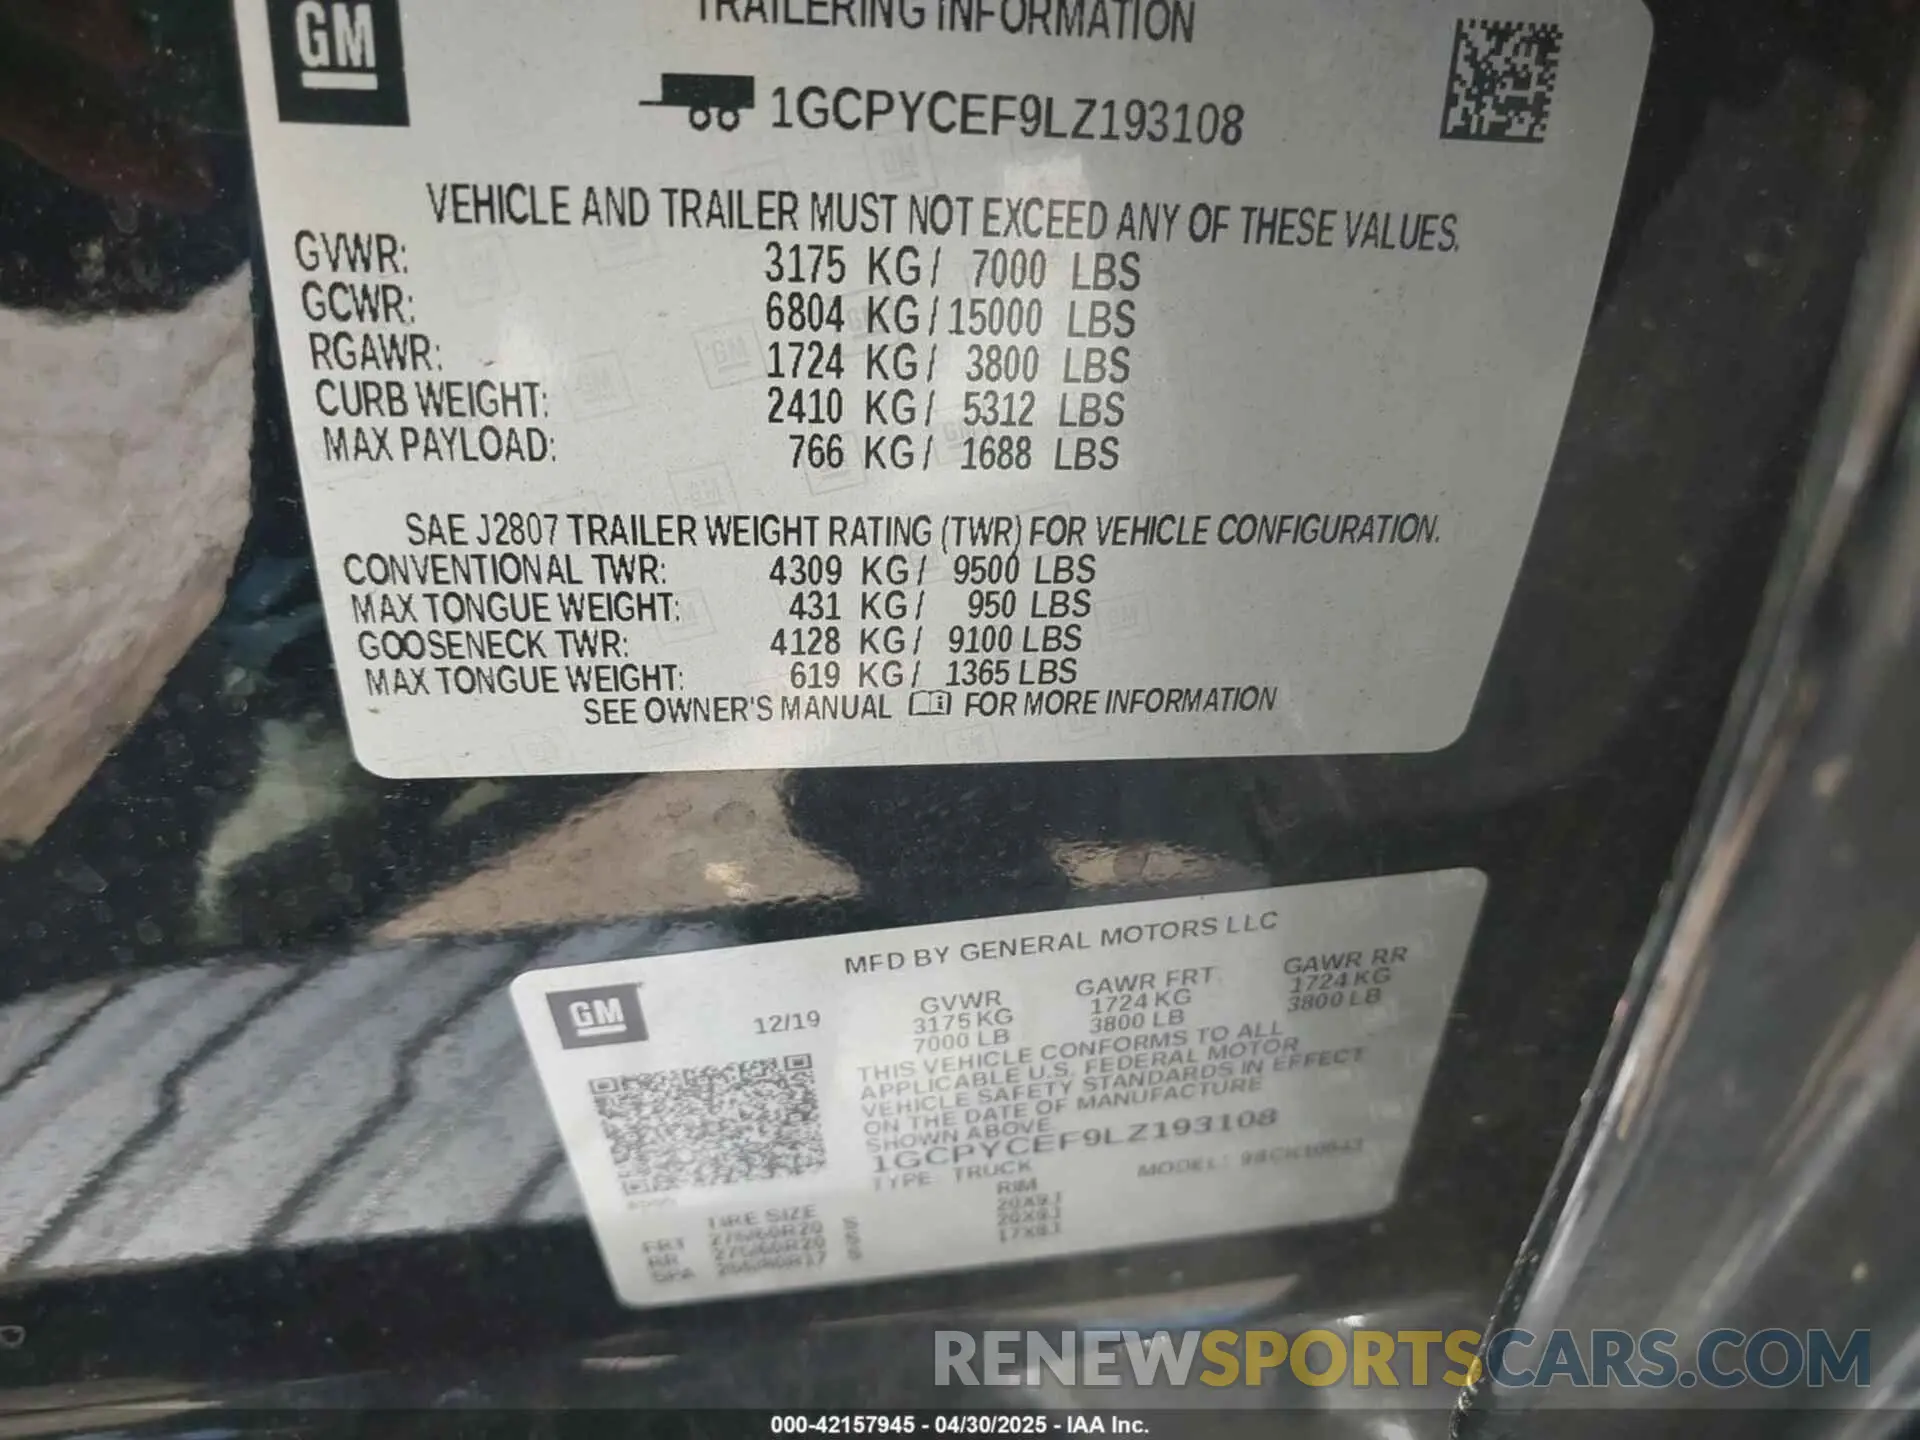 GM
TRAILERING INFORMATION
1GCPYCEF9LZ193108
VEHICLE AND TRAILER MUST NOT EXCEED ANY OF THESE VALUES.
GVWR: 3175 KG/ 7000 LBS
GCWR: 6804 KG/15000 LBS
RGAWR: 1724 KG/ 3800 LBS
CURB WEIGHT: 2410 KG/ 5312 LBS
MAX PAYLOAD: 766 KG/ 1688 LBS
SAE J2807 TRAILER WEIGHT RATING (TWR) FOR VEHICLE CONFIGURATION.
CONVENTIONAL TWR: 4309 KG/ 9500 LBS
MAX TONGUE WEIGHT: 431 KG/ 950 LBS
GOOSENECK TWR: 4128 KG/ 9100 LBS
MAX TONGUE WEIGHT: 619 KG/ 1365 LBS
SEE OWNER'S MANUAL FOR MORE INFORMATION
MFD BY GENERAL MOTORS LLC
GM
12/19
GVWR GAWR FRT. GAWR RR
3175 KG 1724 KG 1724 KG
7000 LB 3800 LB 3800 LB
THIS VEHICLE CONFORMS TO ALL
APPLICABLE U.S. FEDERAL MOTOR
VEHICLE SAFETY STANDARDS IN EFFECT
ON THE DATE OF MANUFACTURE
SHOWN ABOVE.
1GCPYCEF9LZ193108
TYPE: TRUCK MODEL:
TIRE SIZE RIM
FRT 275/60R20 S 20X9J
RR 275/60R20 S 20X9J
SPA S 17X8J
RENEWSPORTSCARS.COM
000-42157945 - 04/30/2025 - IAA Inc.